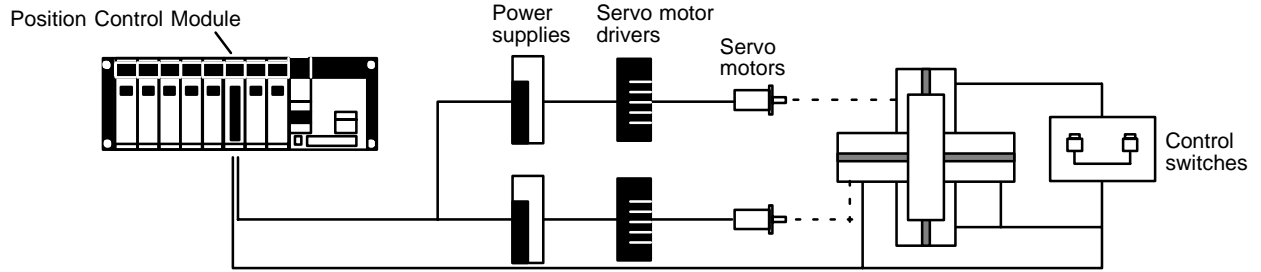 Position Control Module
Power
supplies
Servo motor
drivers
Servo
motors
Control
switches